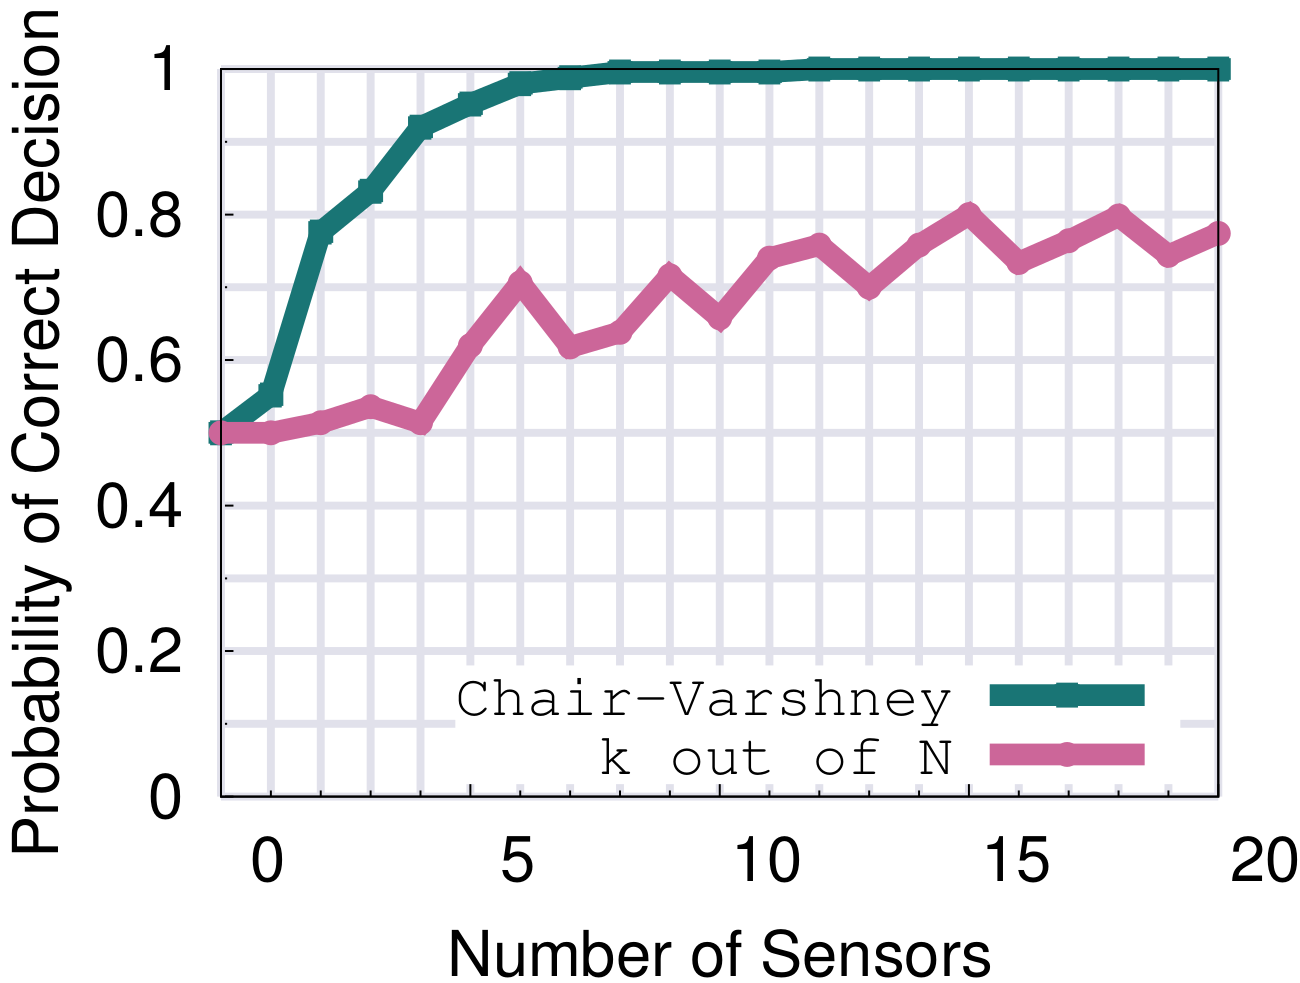 Probability of Correct Decision
1
0.8
0.6
0.4
0.2
0
Chair-Varshney
k out of N
0 5 10 15 20
Number of Sensors